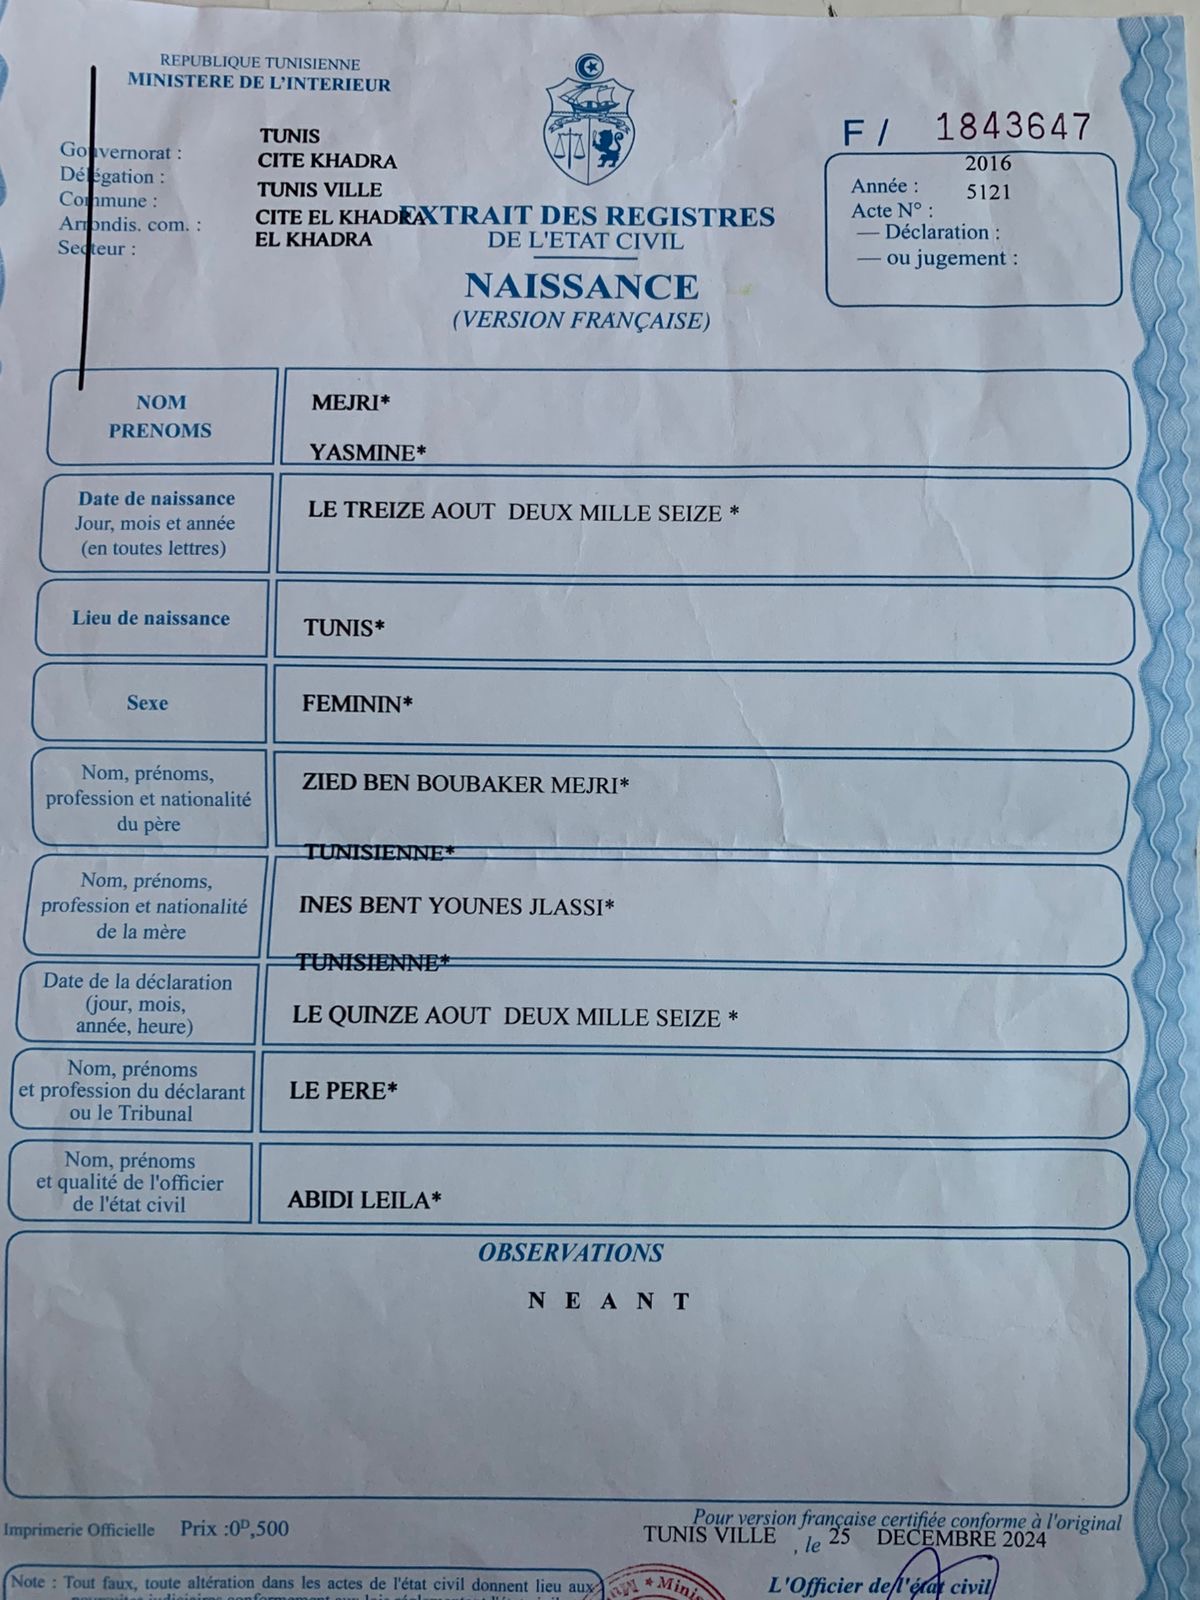 REPUBLIQUE TUNISIENNE
MINISTERE DE L'INTERIEUR
Gouvernorat : TUNIS
Délégation : CITE KHADRA
Commune : TUNIS VILLE
Arrondis. com. : CITE EL KHADRA
Secteur : EL KHADRA
EXTRAIT DES REGISTRES
DE L'ETAT CIVIL
NAISSANCE
(VERSION FRANÇAISE)
F / 1843647
Année : 2016
Acte N° : 5121
— Déclaration :
— ou jugement :
NOM
PRENOMS
MEJRI*
YASMINE*
Date de naissance
Jour, mois et année
(en toutes lettres)
LE TREIZE AOUT DEUX MILLE SEIZE *
Lieu de naissance
TUNIS*
Sexe
FEMININ*
Nom, prénoms,
profession et nationalité
du père
ZIED BEN BOUBAKER MEJRI*
TUNISIENNE*
Nom, prénoms,
profession et nationalité
de la mère
INES BENT YOUNES JLASSI*
TUNISIENNE*
Date de la déclaration
(jour, mois,
année, heure)
LE QUINZE AOUT DEUX MILLE SEIZE *
Nom, prénoms
et profession du déclarant
ou le Tribunal
LE PERE*
Nom, prénoms
et qualité de l'officier
de l'état civil
ABIDI LEILA*
OBSERVATIONS
N E A N T
Imprimerie Officielle Prix :0ᴰ,500
Pour version française certifiée conforme à l'original
TUNIS VILLE , le 25 DECEMBRE 2024
Note : Tout faux, toute altération dans les actes de l'état civil donnent lieu aux
L'Officier de l'état civil
★ Minis